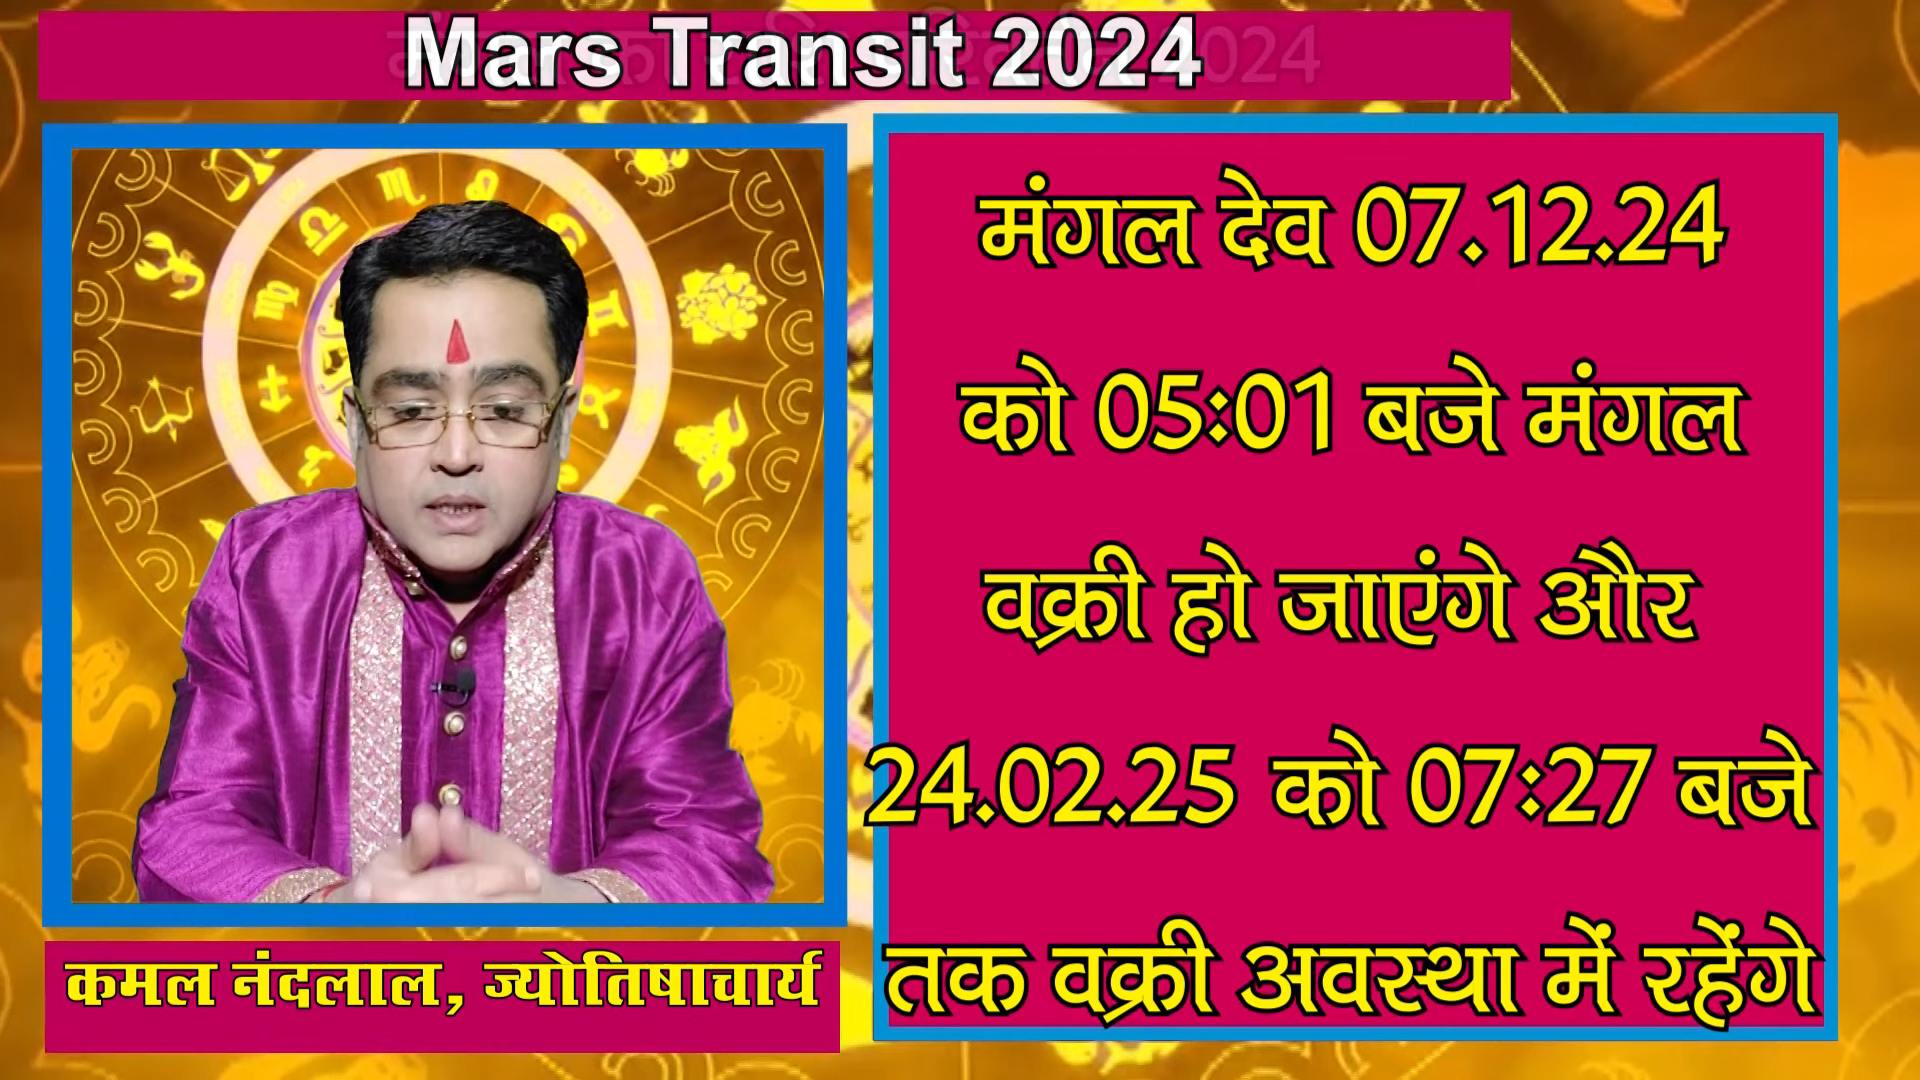 Mars Transit 2024
मंगल देव 07.12.24
को 05:01 बजे मंगल
वक्री हो जाएंगे और
24.02.25 को 07:27 बजे
तक वक्री अवस्था में रहेंगे
कमल नंदलाल, ज्योतिषाचार्य